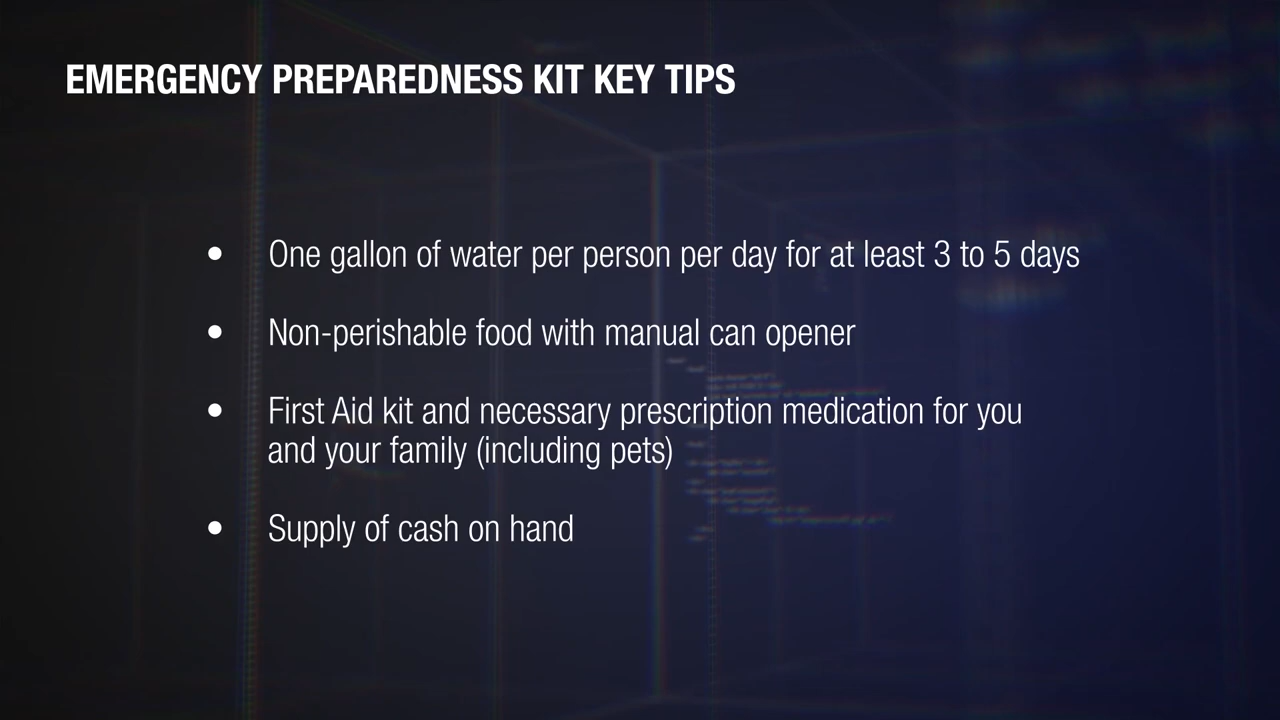 EMERGENCY PREPAREDNESS KIT KEY TIPS
• One gallon of water per person per day for at least 3 to 5 days
• Non-perishable food with manual can opener
• First Aid kit and necessary prescription medication for you
and your family (including pets)
• Supply of cash on hand